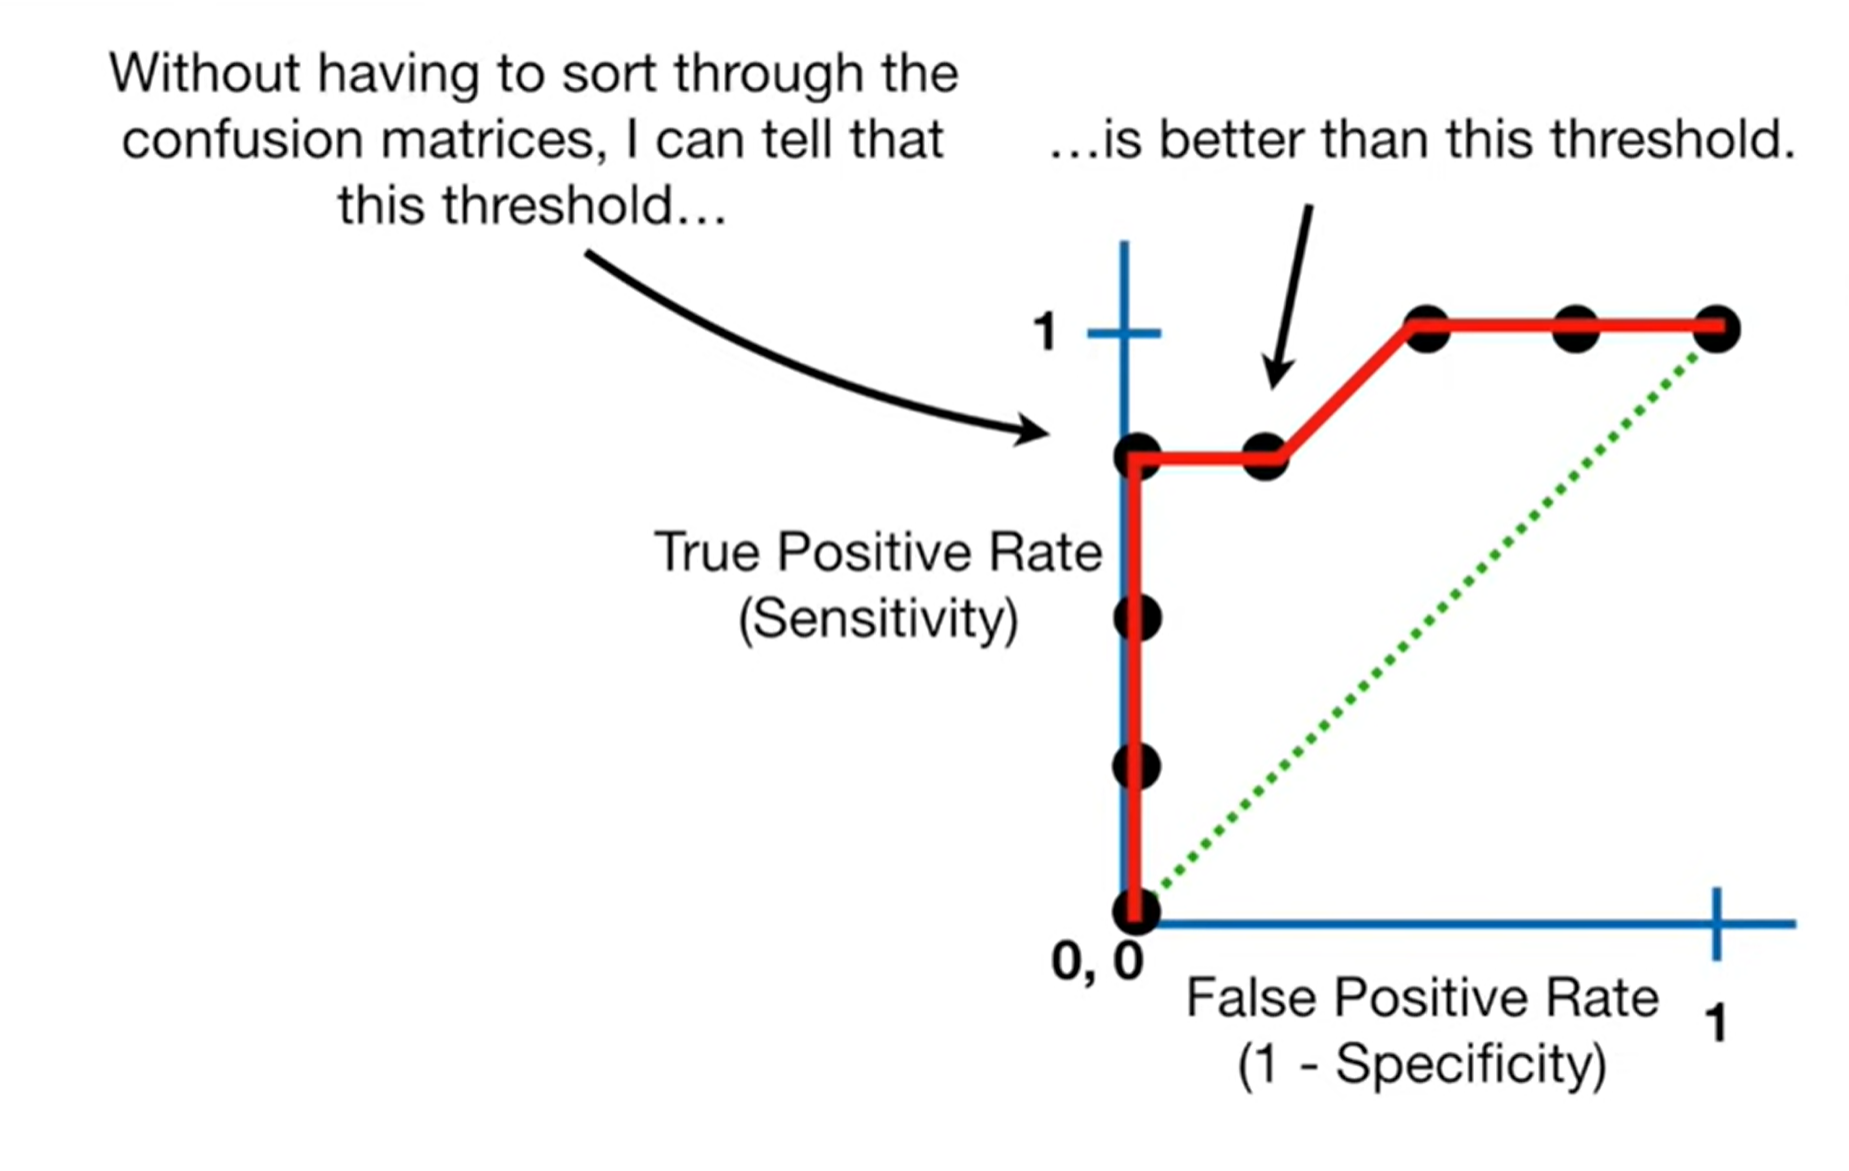 Without having to sort through the
confusion matrices, I can tell that
this threshold…
…is better than this threshold.
1
True Positive Rate
(Sensitivity)
0, 0
False Positive Rate
(1 - Specificity)
1